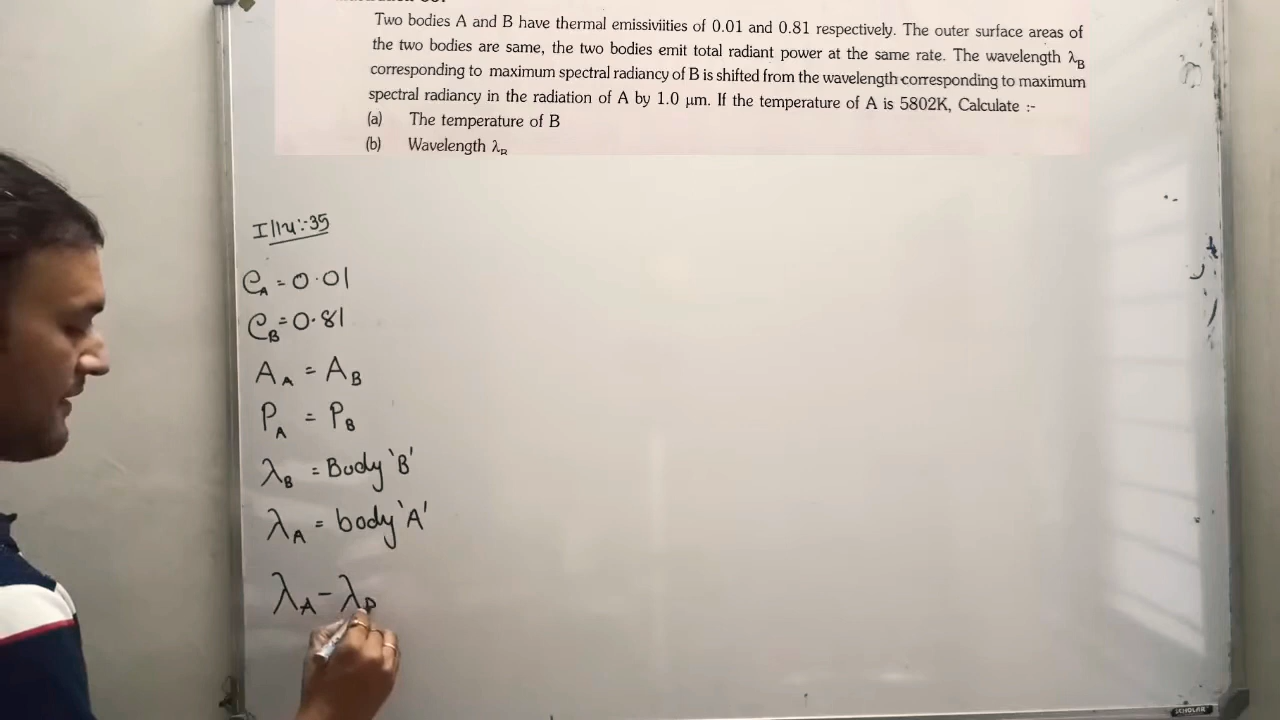 Two bodies A and B have thermal emissiviities of 0.01 and 0.81 respectively. The outer surface areas of
the two bodies are same, the two bodies emit total radiant power at the same rate. The wavelength λB
corresponding to maximum spectral radiancy of B is shifted from the wavelength corresponding to maximum
spectral radiancy in the radiation of A by 1.0 μm. If the temperature of A is 5802K, Calculate :-
(a) The temperature of B
(b) Wavelength λB
Illu:-35
eA = 0.01
eB = 0.81
AA = AB
PA = PB
λB = Body 'B'
λA = body 'A'
λA - λB
SCHOLAR